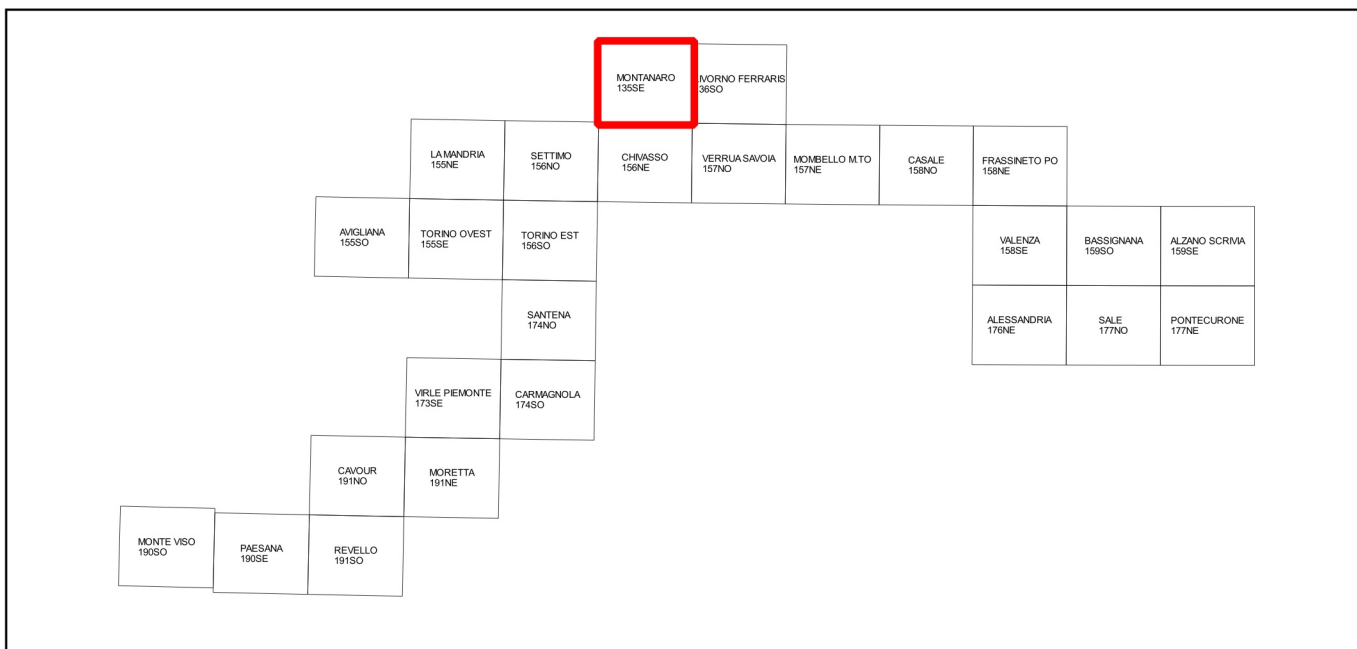 MONTANARO
135SE
IVORNO FERRARIS
36SO
LA MANDRIA
155NE
SETTIMO
156NO
CHIVASSO
156NE
VERRUA SAVOIA
157NO
MOMBELLO M.TO
157NE
CASALE
158NO
FRASSINETO PO
158NE
AVIGLIANA
155SO
TORINO OVEST
155SE
TORINO EST
156SO
VALENZA
158SE
BASSIGNANA
159SO
ALZANO SCRIVIA
159SE
SANTENA
174NO
ALESSANDRIA
176NE
SALE
177NO
PONTECURONE
177NE
VIRLE PIEMONTE
173SE
CARMAGNOLA
174SO
CAVOUR
191NO
MORETTA
191NE
MONTE VISO
190SO
PAESANA
190SE
REVELLO
191SO